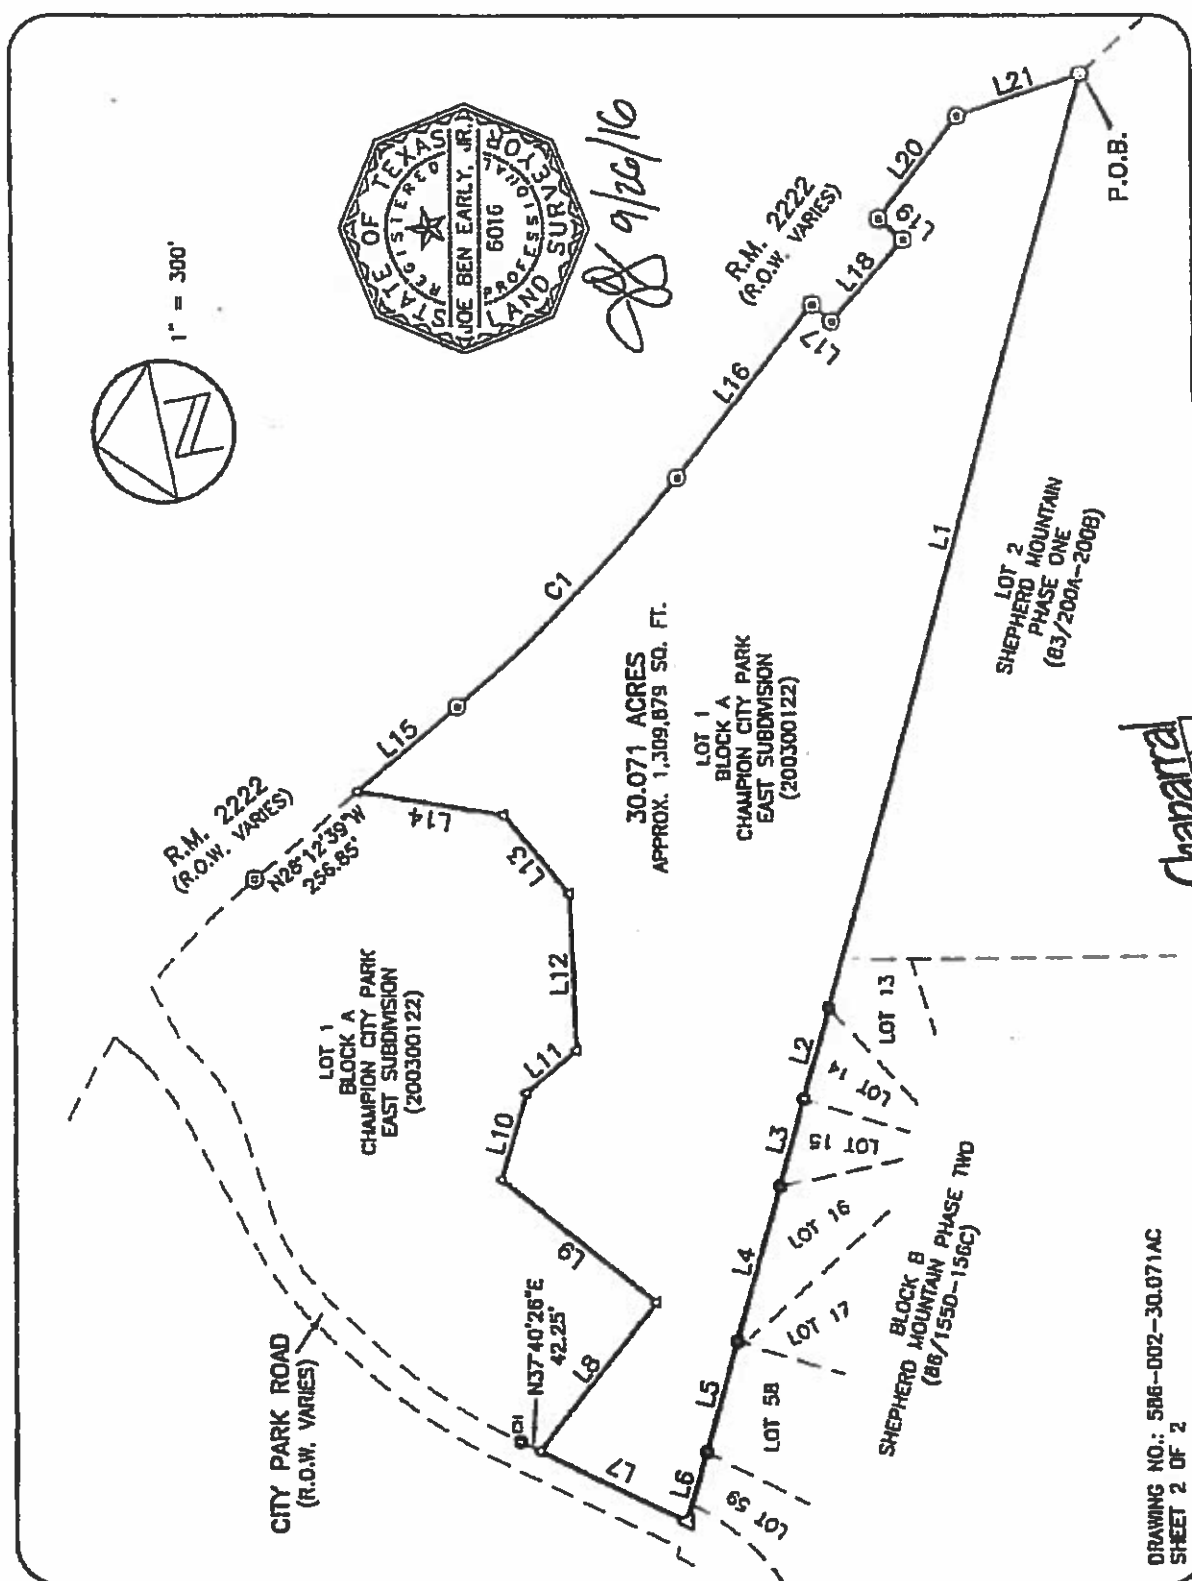 1" = 300'
STATE OF TEXAS
REGISTERED
JOE BEN EARLY, JR.
6016
PROFESSIONAL
LAND SURVEYOR
9/26/16
R.M. 2222
(R.O.W. VARIES)
R.M. 2222
(R.O.W. VARIES)
N28°12'39"W
256.85'
CITY PARK ROAD
(R.O.W. VARIES)
LOT 1
BLOCK A
CHAMPION CITY PARK
EAST SUBDIVISION
(200300122)
30.071 ACRES
APPROX. 1,309,879 SQ. FT.
LOT 1
BLOCK A
CHAMPION CITY PARK
EAST SUBDIVISION
(200300122)
N37°40'26"E
42.25'
CH
L7
L8
L9
L10
L11
L12
L13
L14
L15
C1
L16
L17
L18
L19
L20
L21
P.O.B.
L1
L2
L3
L4
L5
L6
LOT 59
LOT 58
LOT 17
LOT 16
LOT 15
LOT 14
LOT 13
BLOCK B
SHEPHERD MOUNTAIN PHASE TWO
(86/155D-156C)
LOT 2
SHEPHERD MOUNTAIN
PHASE ONE
(83/200A-200B)
Chaparral
DRAWING NO.: 586-002-30.071AC
SHEET 2 OF 2